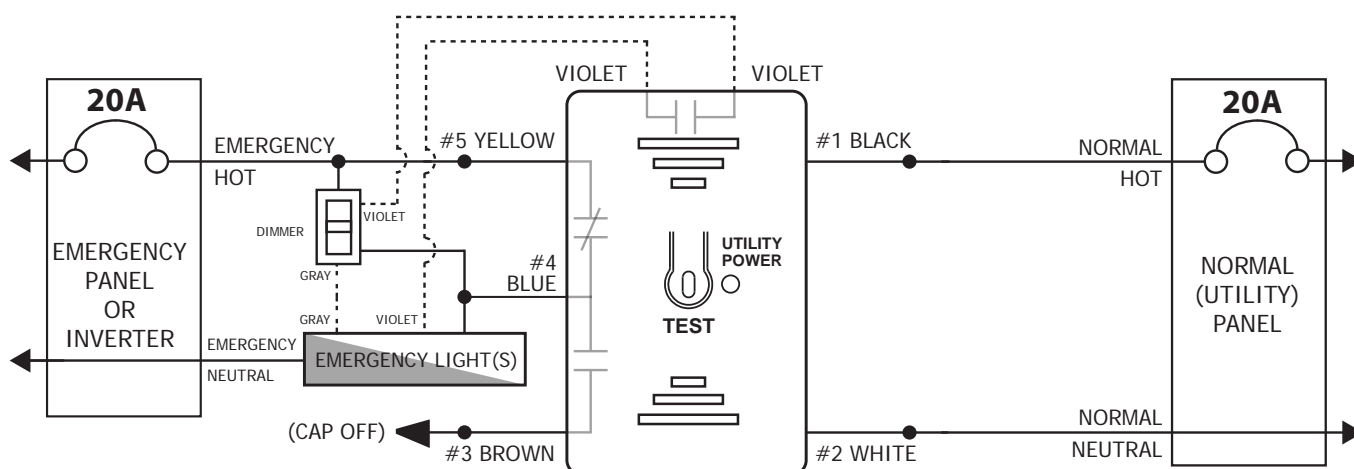 VIOLET
VIOLET
20A
20A
EMERGENCY
HOT
#5 YELLOW
#1 BLACK
NORMAL
HOT
VIOLET
DIMMER
GRAY
EMERGENCY
PANEL
OR
INVERTER
#4
BLUE
UTILITY
POWER
TEST
NORMAL
(UTILITY)
PANEL
GRAY
VIOLET
EMERGENCY
NEUTRAL
EMERGENCY LIGHT(S)
(CAP OFF)
#3 BROWN
#2 WHITE
NORMAL
NEUTRAL